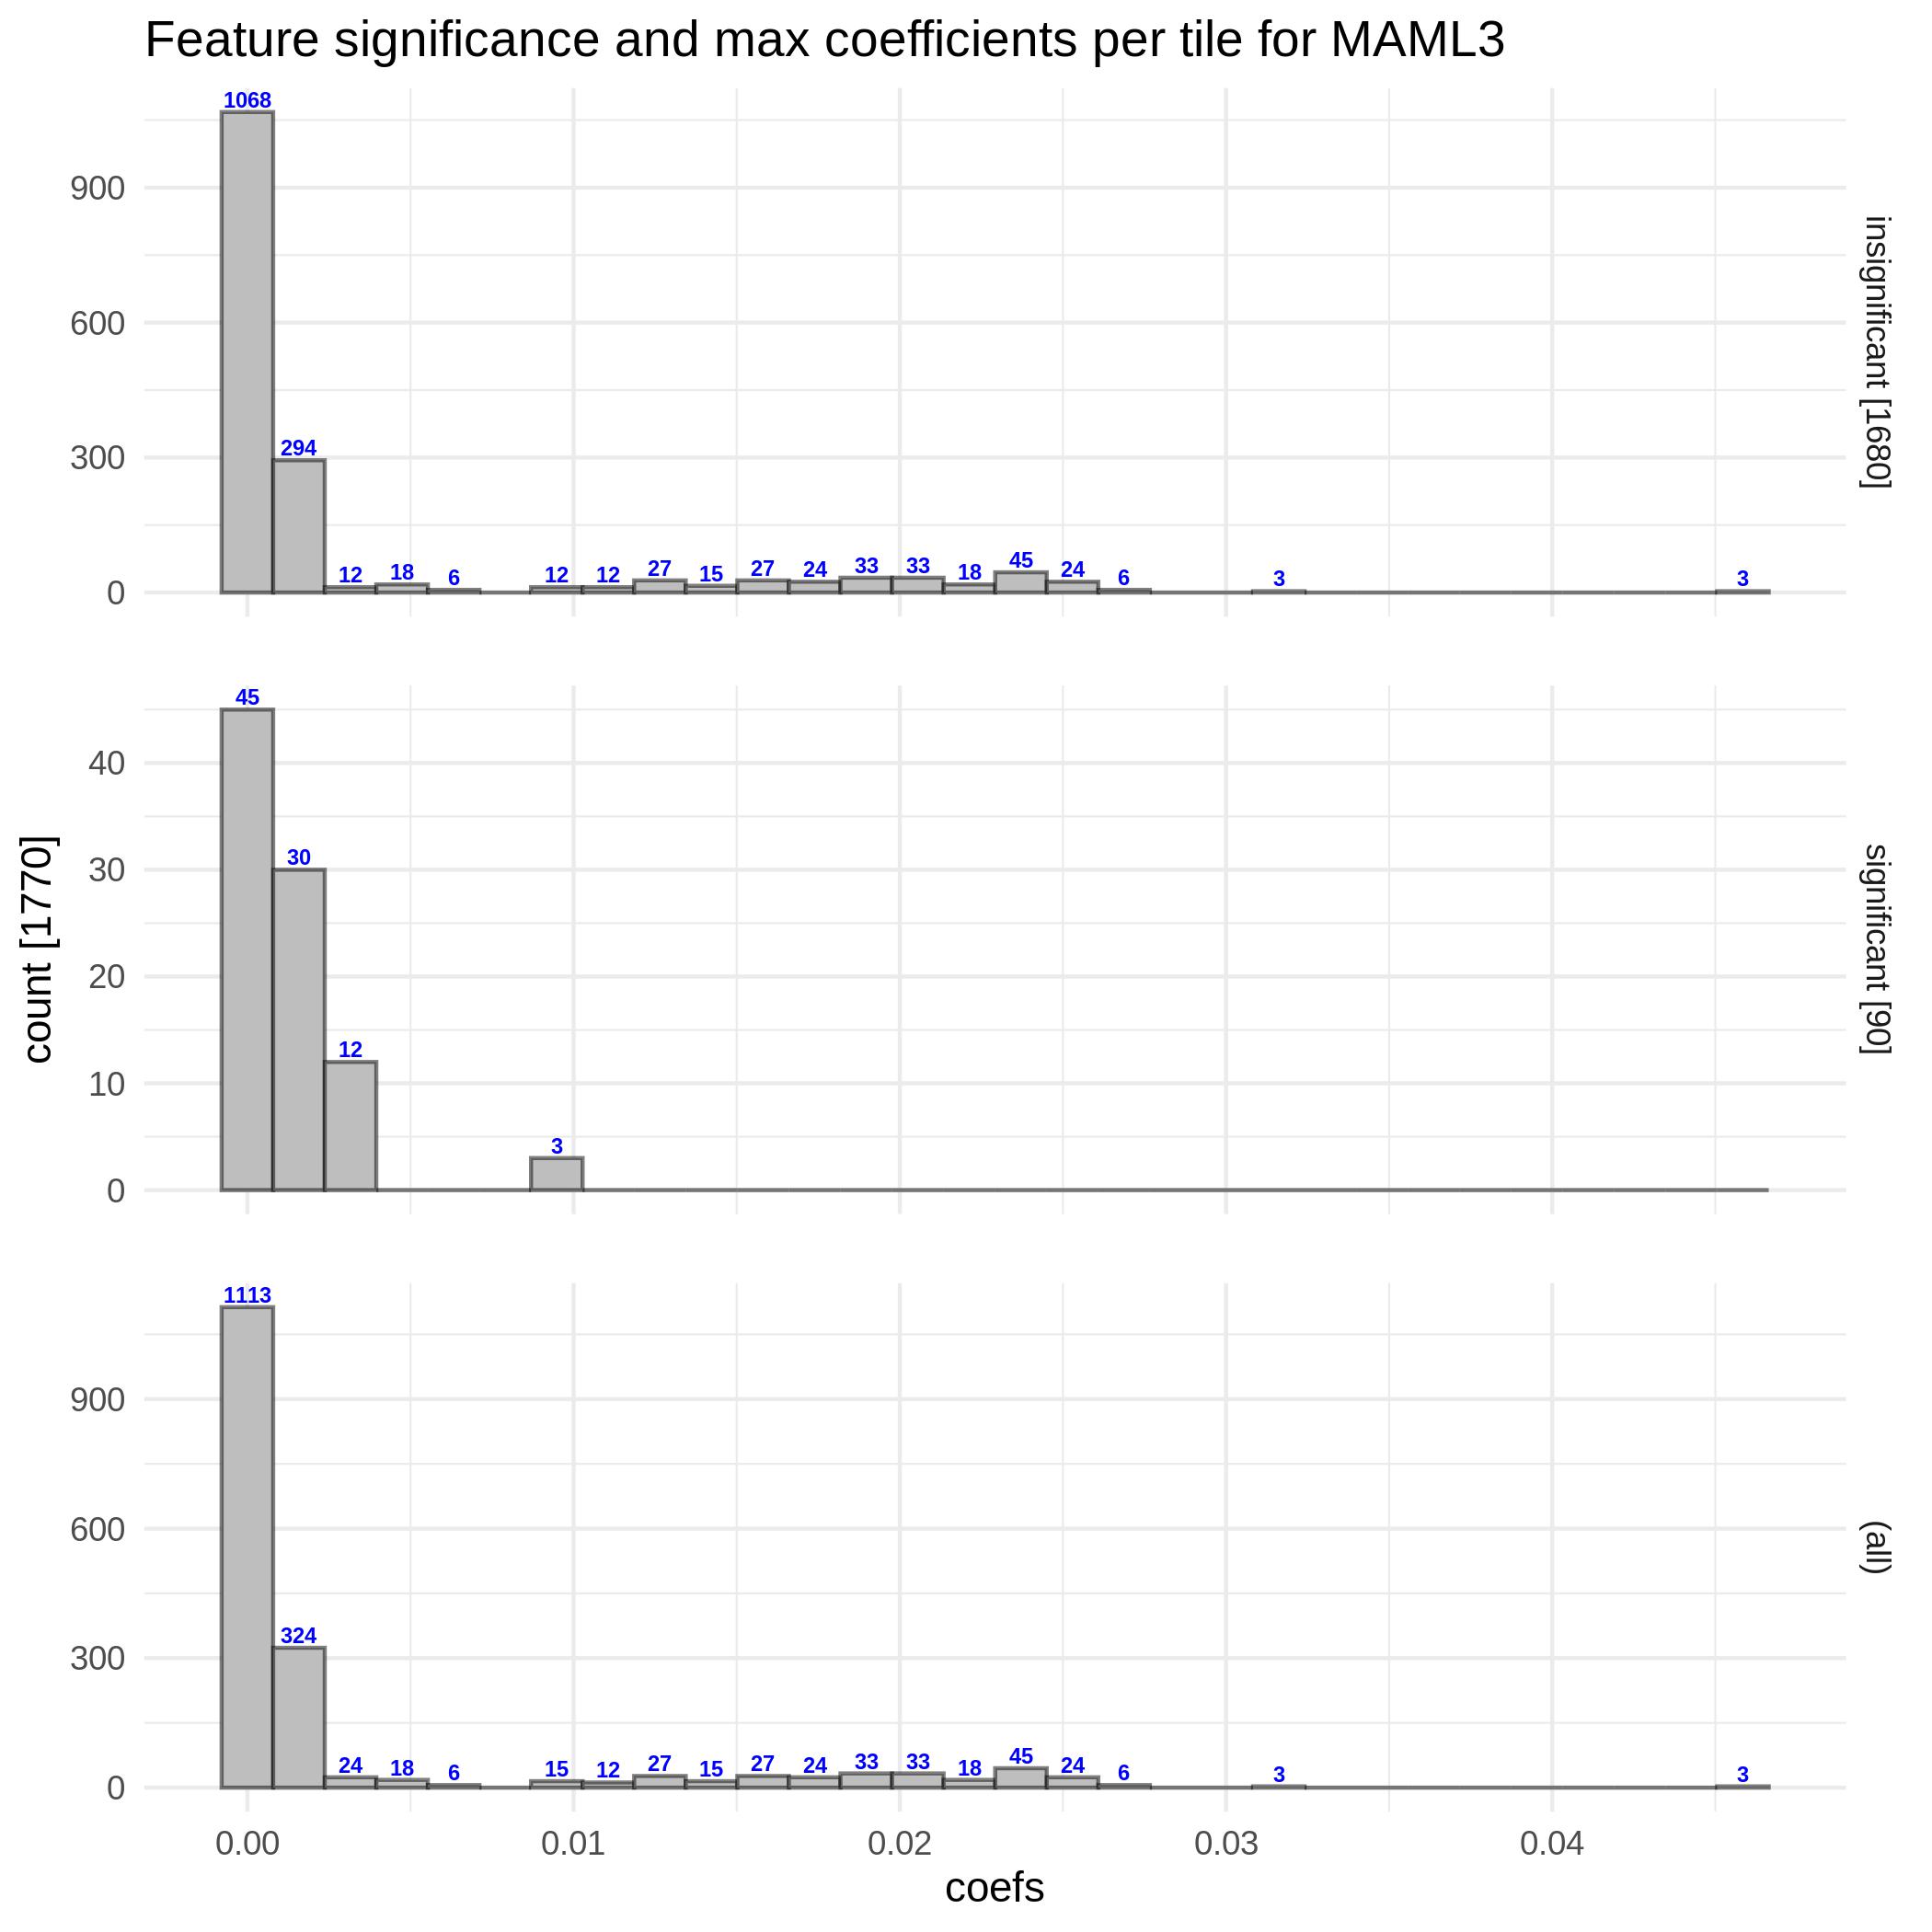 Feature significance and max coefficients per tile for MAML3
1068
294
12 18 6 12 12 27 15 27 24 33 33 18 45 24 6 3 3
900
600
300
0
insignificant [1680]
45
30
12
3
40
30
20
10
0
significant [90]
count [1770]
1113
324
24 18 6 15 12 27 15 27 24 33 33 18 45 24 6 3 3
900
600
300
0
(all)
0.00 0.01 0.02 0.03 0.04
coefs